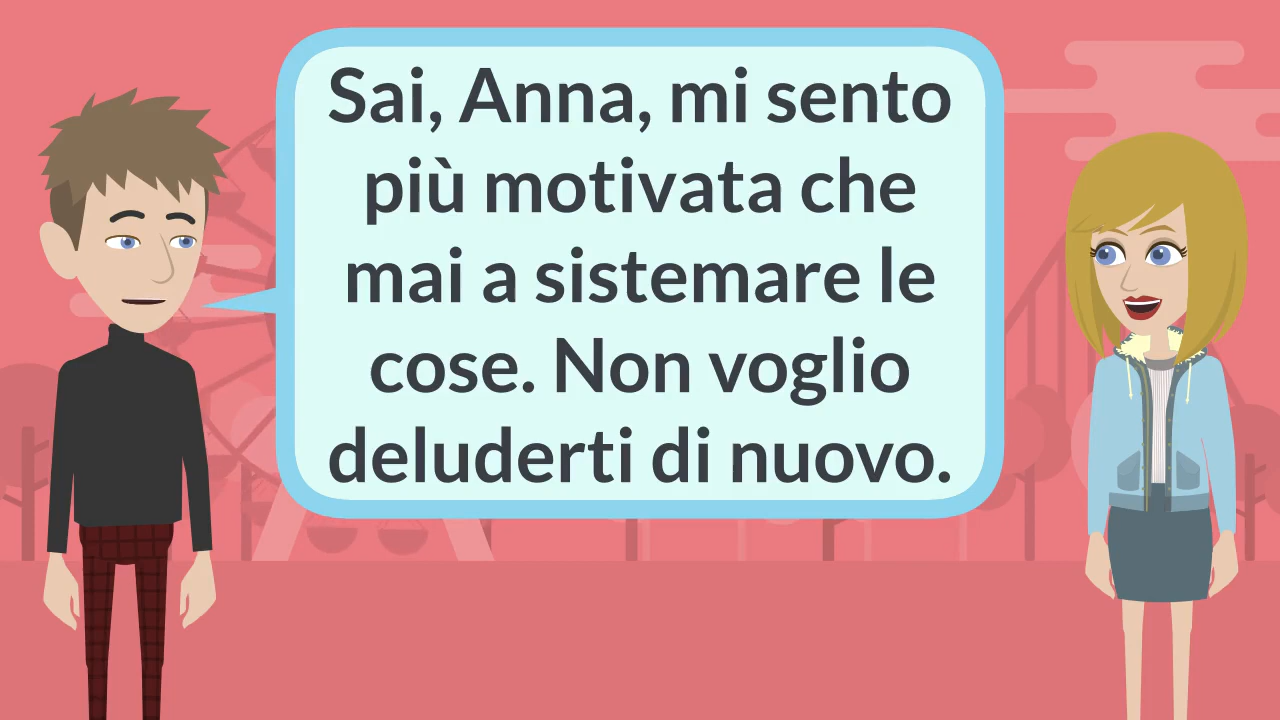 Sai, Anna, mi sento
più motivata che
mai a sistemare le
cose. Non voglio
deluderti di nuovo.